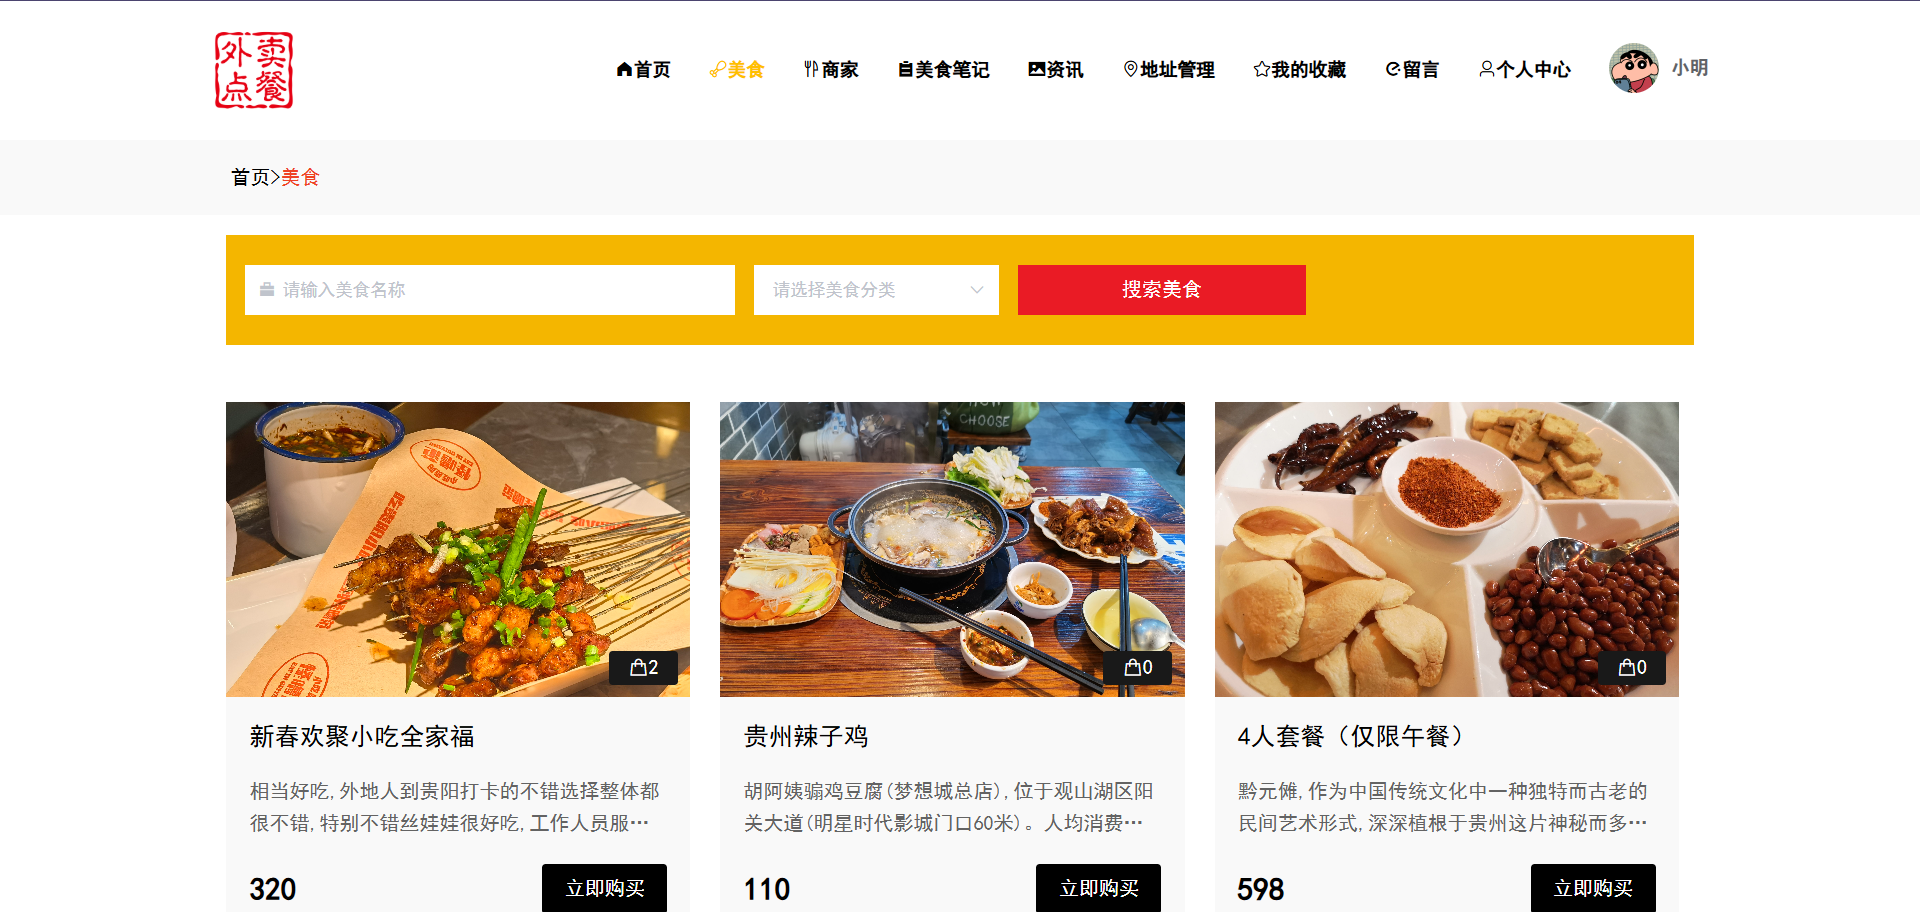 外卖
点餐
首页
美食
商家
美食笔记
资讯
地址管理
我的收藏
留言
个人中心
小明
首页>美食
请输入美食名称
请选择美食分类
搜索美食
CHOOSE
2
0
0
新春欢聚小吃全家福
相当好吃,外地人到贵阳打卡的不错选择整体都
很不错,特别不错丝娃娃很好吃,工作人员服…
320
立即购买
贵州辣子鸡
胡阿姨骟鸡豆腐(梦想城总店),位于观山湖区阳
关大道(明星时代影城门口60米)。人均消费…
110
立即购买
4人套餐（仅限午餐）
黔元傩,作为中国传统文化中一种独特而古老的
民间艺术形式,深深植根于贵州这片神秘而多…
598
立即购买